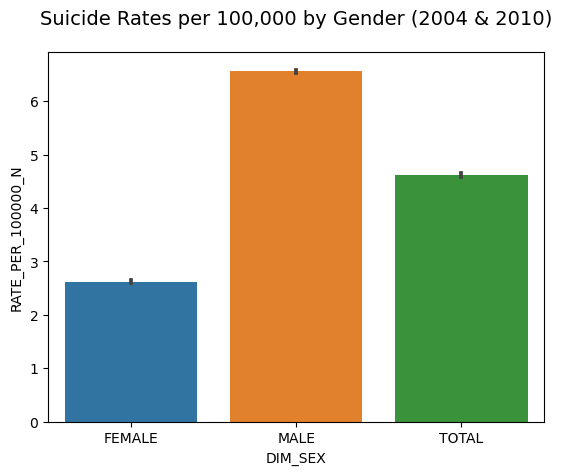 Suicide Rates per 100,000 by Gender (2004 & 2010)
RATE_PER_100000_N
6
5
4
3
2
1
0
FEMALE
MALE
TOTAL
DIM_SEX